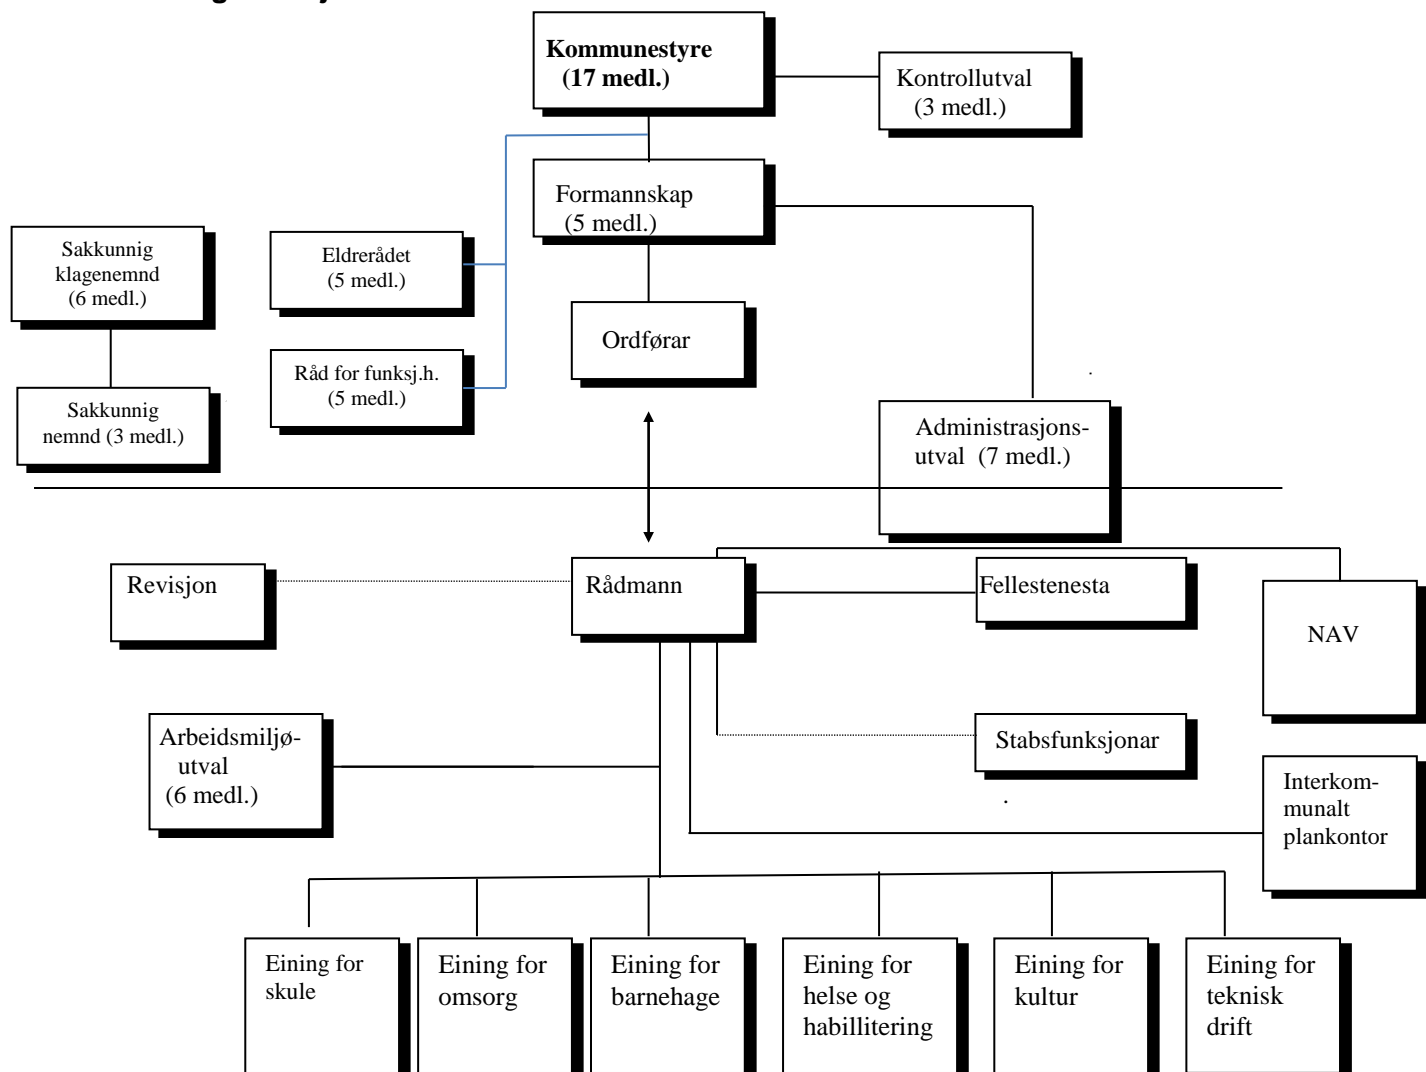 Kommunestyre
(17 medl.)
Kontrollutval
(3 medl.)
Formannskap
(5 medl.)
Sakkunnig
klagenemnd
(6 medl.)
Eldrerådet
(5 medl.)
Ordførar
Råd for funksj.h.
(5 medl.)
Sakkunnig
nemnd (3 medl.)
Administrasjons-
utval (7 medl.)
Revisjon
Rådmann
Fellestenesta
NAV
Arbeidsmiljø-
utval
(6 medl.)
Stabsfunksjonar
Interkom-
munalt
plankontor
Eining for
skule
Eining for
omsorg
Eining for
barnehage
Eining for
helse og
habillitering
Eining for
kultur
Eining for
teknisk
drift